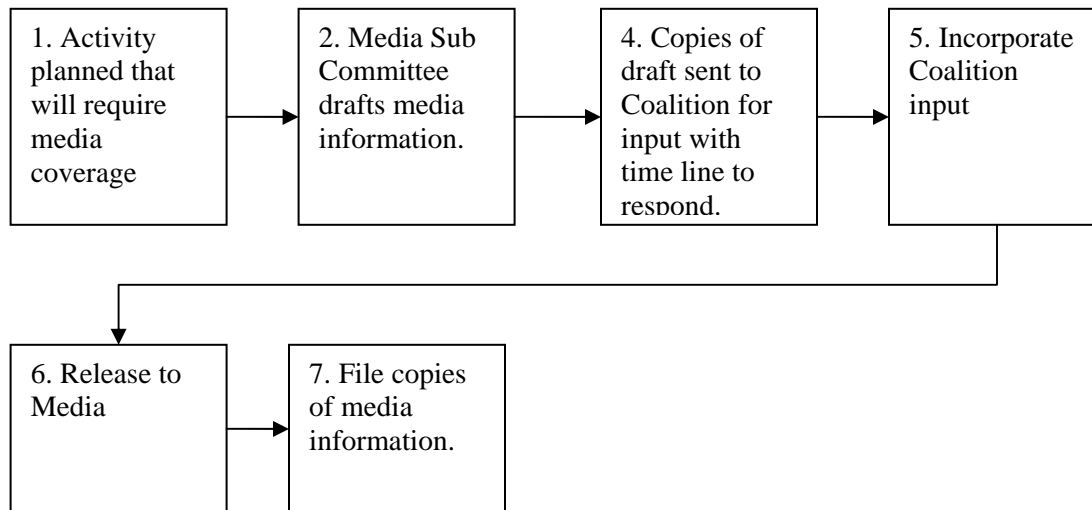 1. Activity
planned that
will require
media
coverage
2. Media Sub
Committee
drafts media
information.
4. Copies of
draft sent to
Coalition for
input with
time line to
respond.
5. Incorporate
Coalition
input
6. Release to
Media
7. File copies
of media
information.